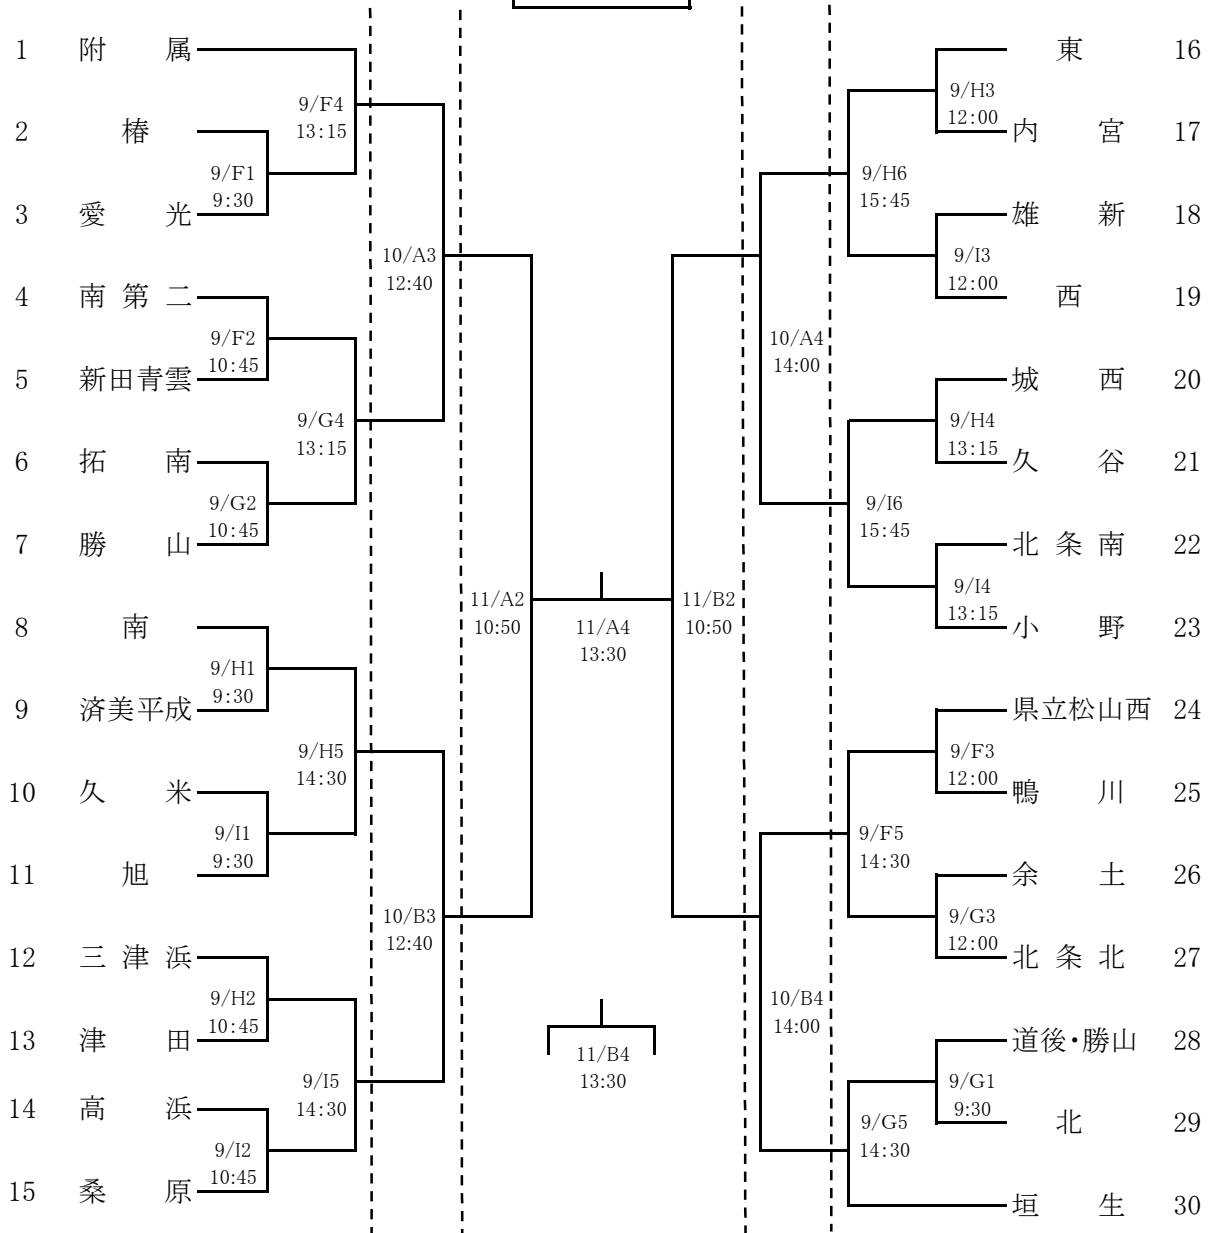 1 附属
9/F4
13:15
2 椿
9/F1
9:30
3 愛光
10/A3
12:40
4 南第二
9/F2
10:45
5 新田青雲
9/G4
13:15
6 拓南
9/G2
10:45
7 勝山
11/A2
10:50
8 南
9/H1
9:30
9 済美平成
9/H5
14:30
10 久米
9/I1
9:30
11 旭
10/B3
12:40
12 三津浜
9/H2
10:45
13 津田
9/I5
14:30
14 高浜
9/I2
10:45
15 桑原
11/A4
13:30
11/B4
13:30
東 16
9/H3
12:00
内宮 17
9/H6
15:45
雄新 18
9/I3
12:00
西 19
10/A4
14:00
城西 20
9/H4
13:15
久谷 21
9/I6
15:45
北条南 22
9/I4
13:15
小野 23
11/B2
10:50
県立松山西 24
9/F3
12:00
鴨川 25
9/F5
14:30
余土 26
9/G3
12:00
北条北 27
10/B4
14:00
道後・勝山 28
9/G1
9:30
北 29
9/G5
14:30
垣生 30